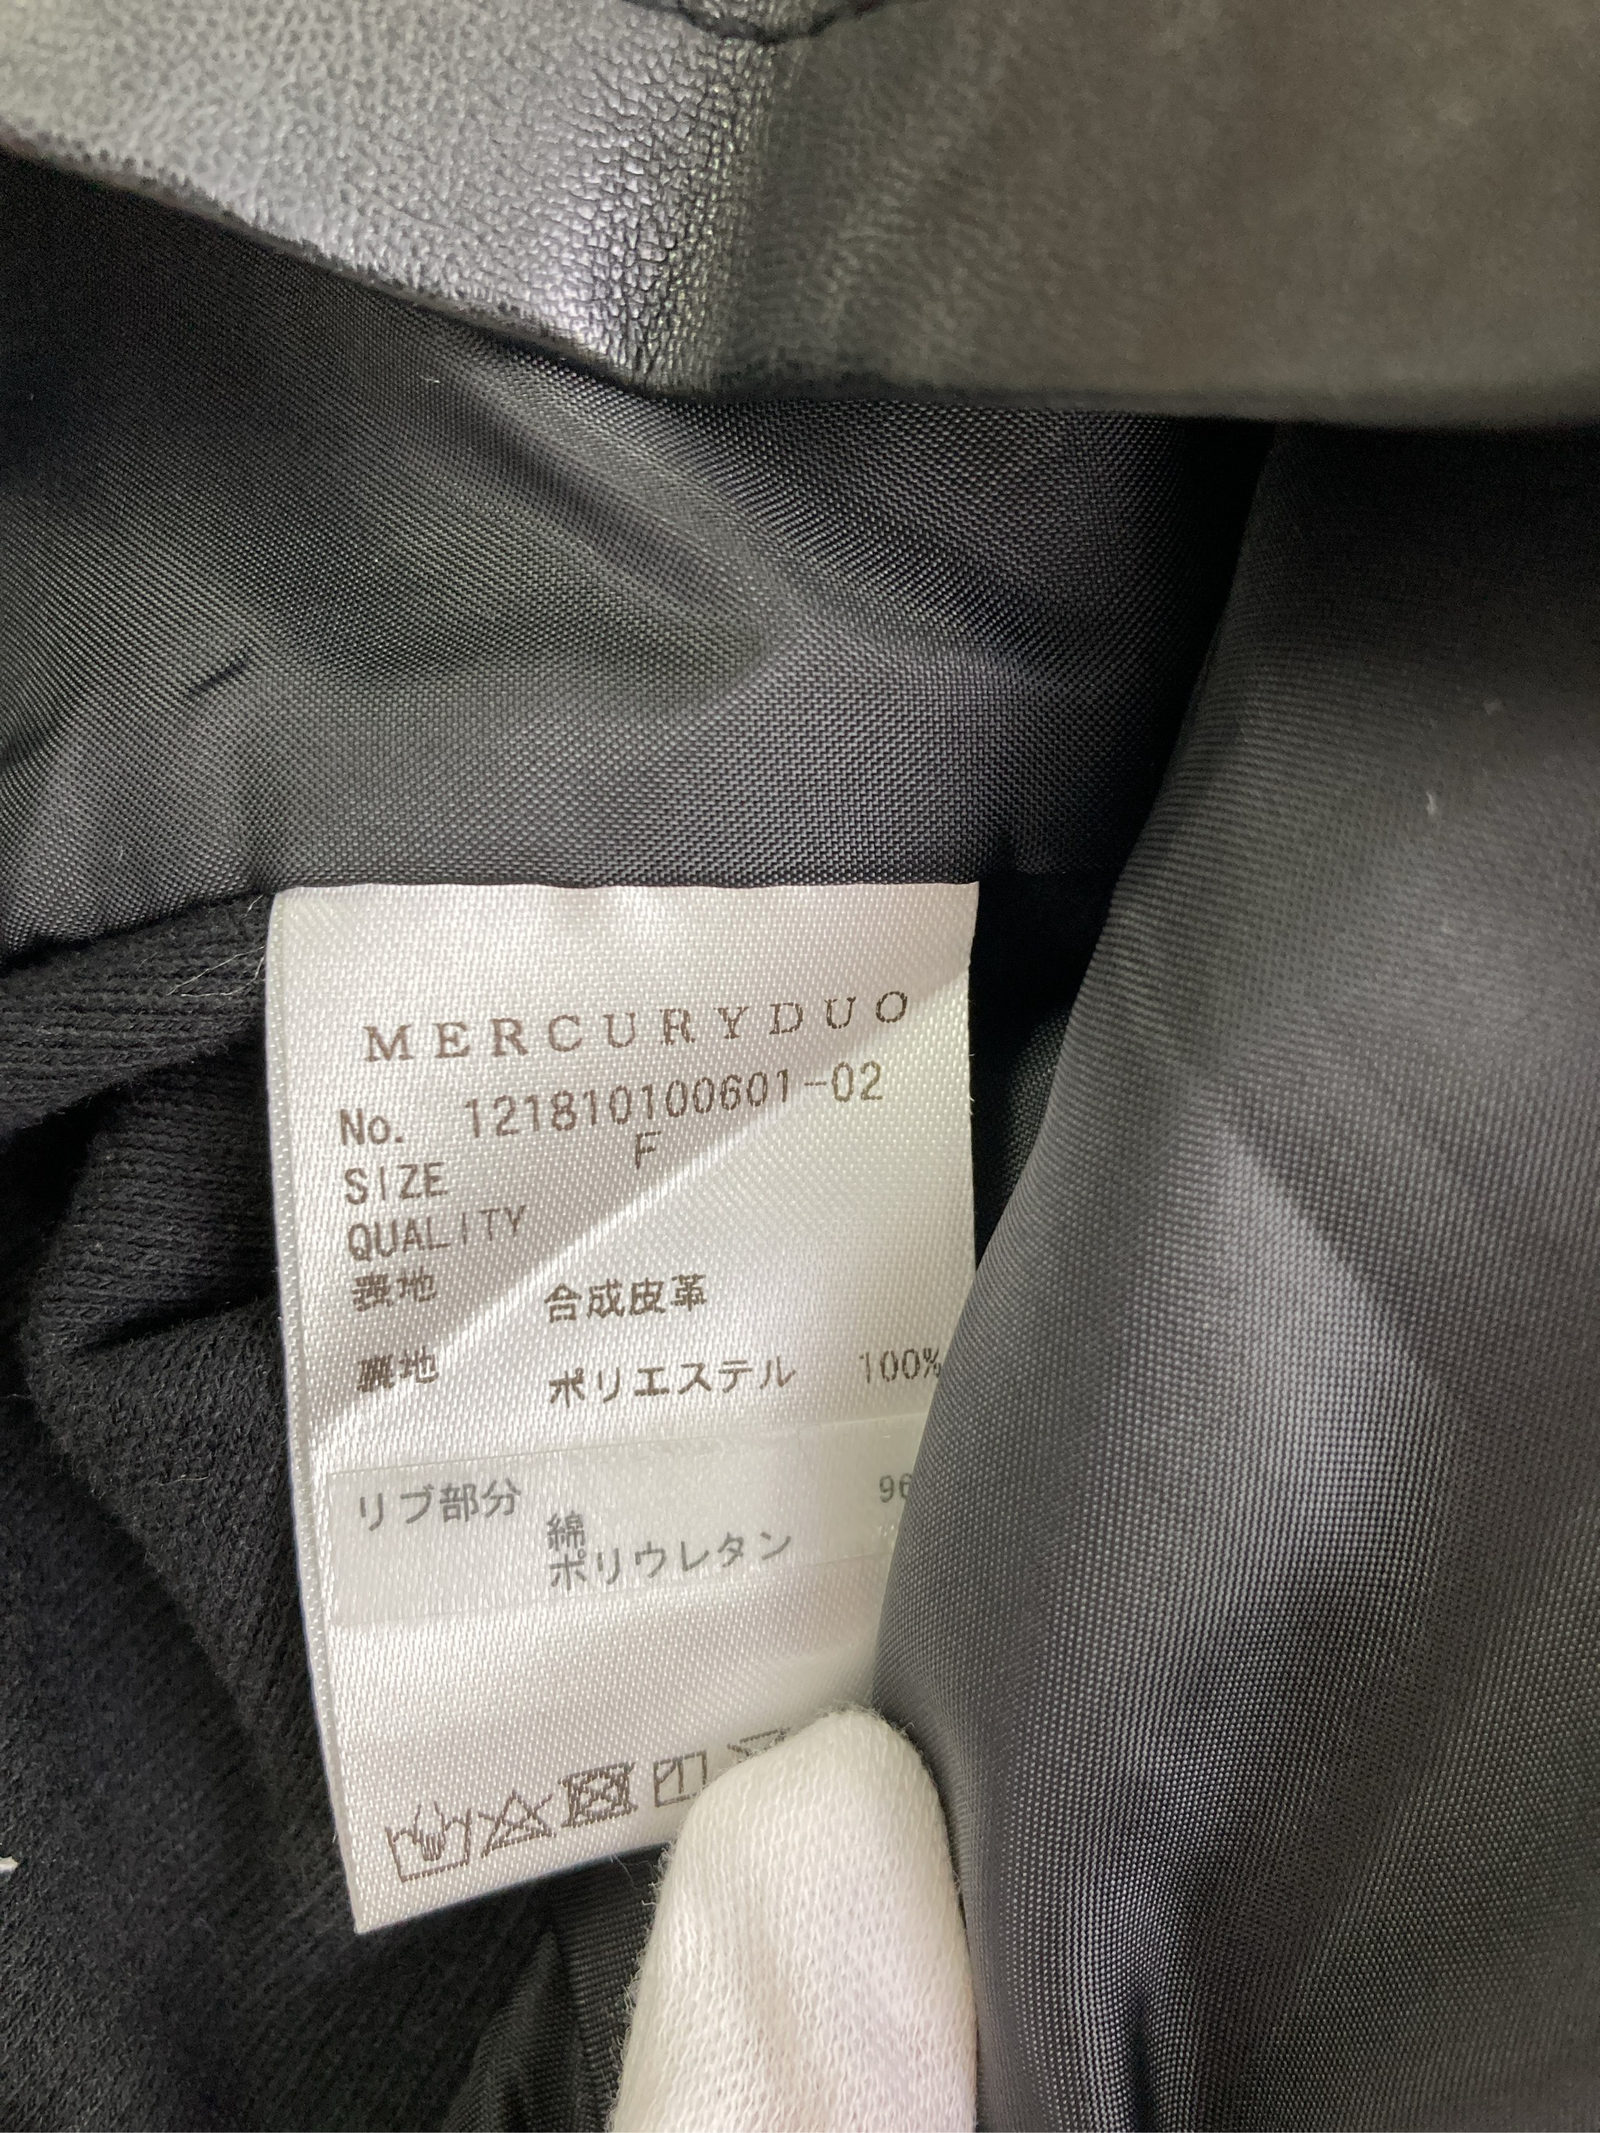 MERCURYDUO
No. 121810100601-02
SIZE F
QUALITY
表地 合成皮革
裏地 ポリエステル 100%
リブ部分
綿 96
ポリウレタン